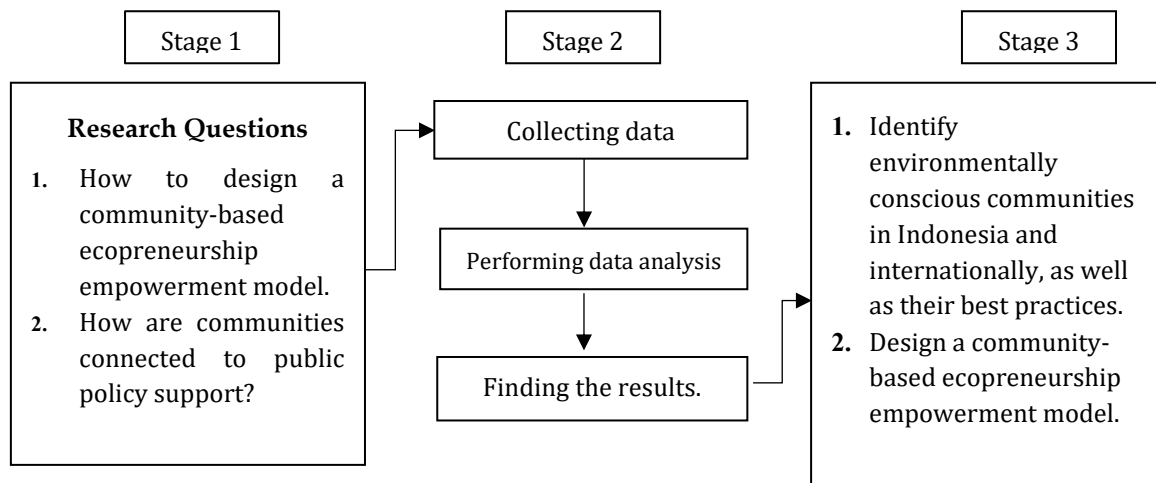 Stage 1
Research Questions
1. How to design a
community-based
ecopreneurship
empowerment model.
2. How are communities
connected to public
policy support?
Stage 2
Collecting data
Performing data analysis
Finding the results.
Stage 3
1. Identify
environmentally
conscious communities
in Indonesia and
internationally, as well
as their best practices.
2. Design a community-
based ecopreneurship
empowerment model.